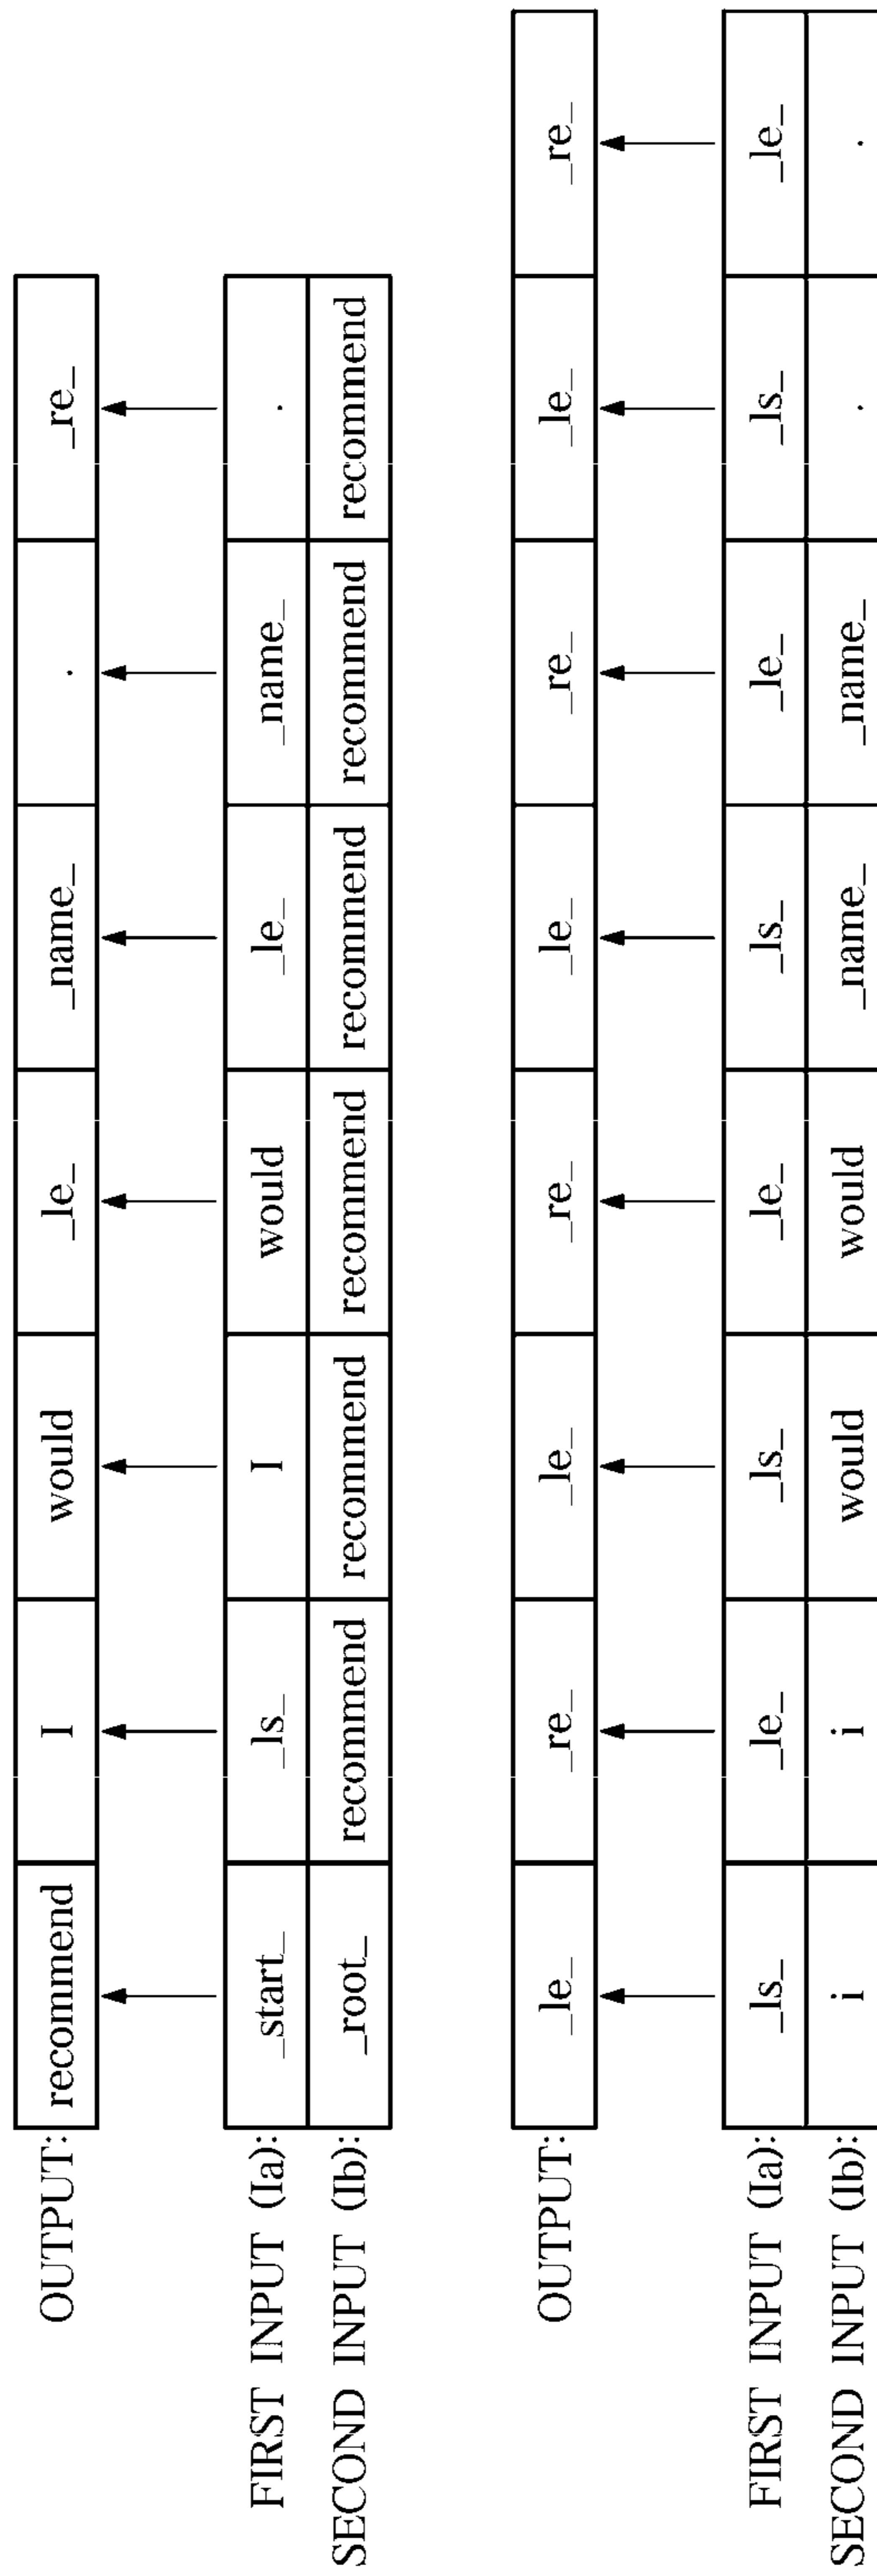 OUTPUT: recommend I would _le_ _name_ . _re_
FIRST INPUT (Ia): _start_ _ls_ I would _le_ _name_ .
SECOND INPUT (Ib): _root_ recommend recommend recommend recommend recommend recommend
OUTPUT: _le_ _re_ _le_ _re_ _le_ _re_ _le_ _re_
FIRST INPUT (Ia): _ls_ _le_ _ls_ _le_ _ls_ _le_ _ls_ _le_
SECOND INPUT (Ib): i i would would _name_ _name_ . .